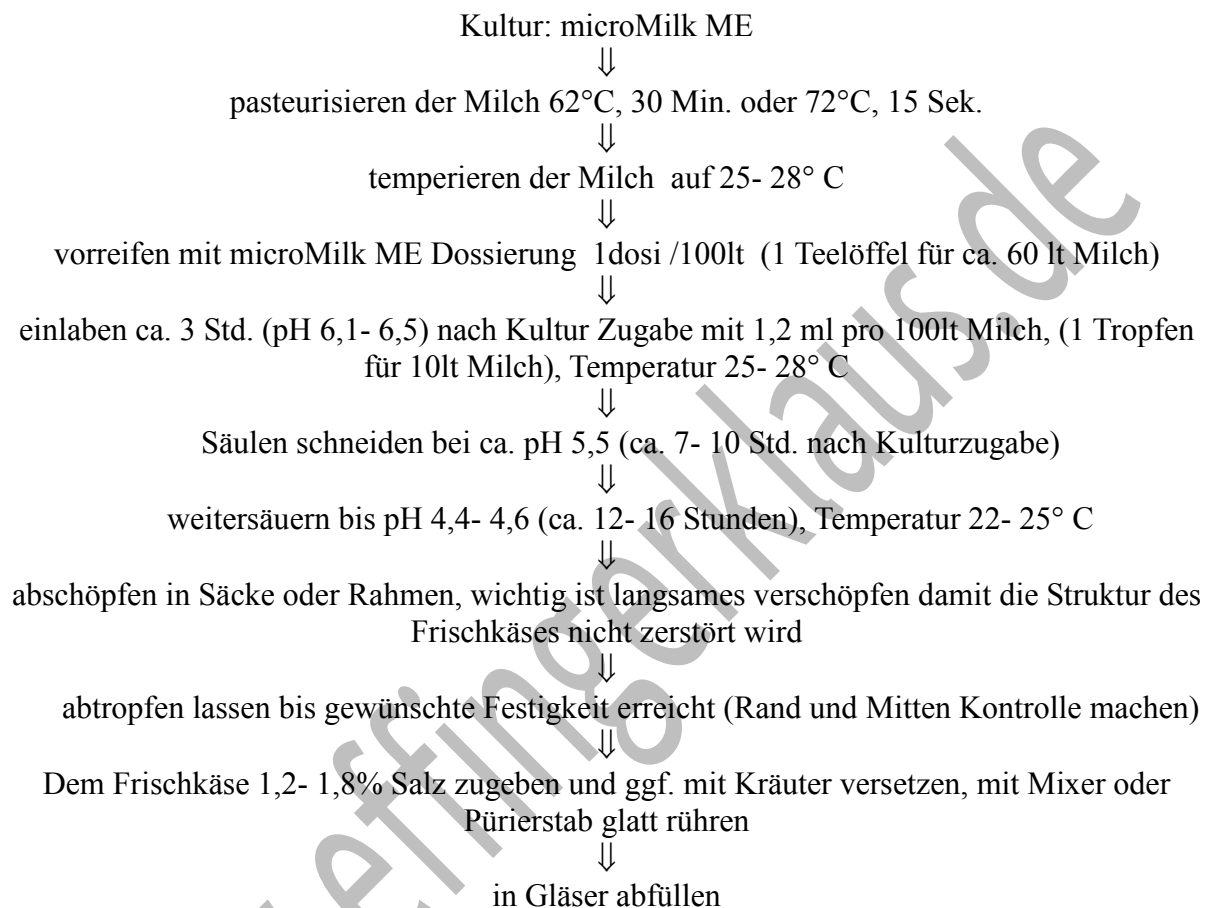 Kultur: microMilk ME
⇓
pasteurisieren der Milch 62°C, 30 Min. oder 72°C, 15 Sek.
⇓
temperieren der Milch  auf 25- 28° C
⇓
vorreifen mit microMilk ME Dossierung  1dosi /100lt  (1 Teelöffel für ca. 60 lt Milch)
⇓
einlaben ca. 3 Std. (pH 6,1- 6,5) nach Kultur Zugabe mit 1,2 ml pro 100lt Milch, (1 Tropfen
für 10lt Milch), Temperatur 25- 28° C
⇓
Säulen schneiden bei ca. pH 5,5 (ca. 7- 10 Std. nach Kulturzugabe)
⇓
weitersäuern bis pH 4,4- 4,6 (ca. 12- 16 Stunden), Temperatur 22- 25° C
⇓
abschöpfen in Säcke oder Rahmen, wichtig ist langsames verschöpfen damit die Struktur des
Frischkäses nicht zerstört wird
⇓
abtropfen lassen bis gewünschte Festigkeit erreicht (Rand und Mitten Kontrolle machen)
⇓
Dem Frischkäse 1,2- 1,8% Salz zugeben und ggf. mit Kräuter versetzen, mit Mixer oder
Pürierstab glatt rühren
⇓
in Gläser abfüllen
effingerklaus.de